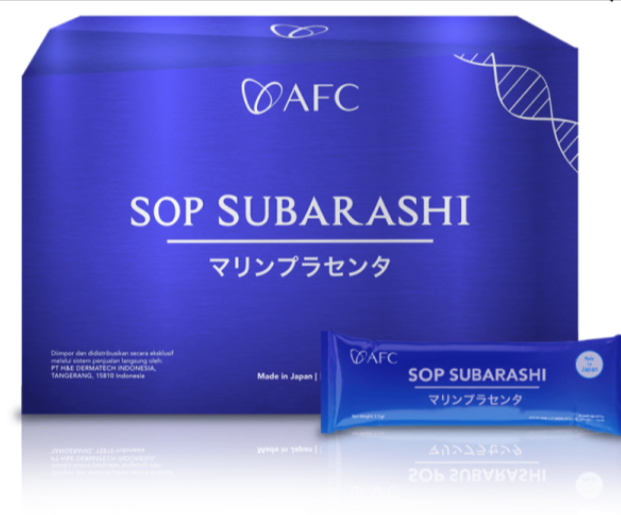 AFC
SOP SUBARASHI
マリンプラセンタ
Diimpor dan didistribusikan secara eksklusif
melalui sistem penjualan langsung oleh:
PT H&E DERMATECH INDONESIA,
TANGERANG, 15810 Indonesia
Made in Japan |
AFC
SOP SUBARASHI
マリンプラセンタ
Made
in
Japan